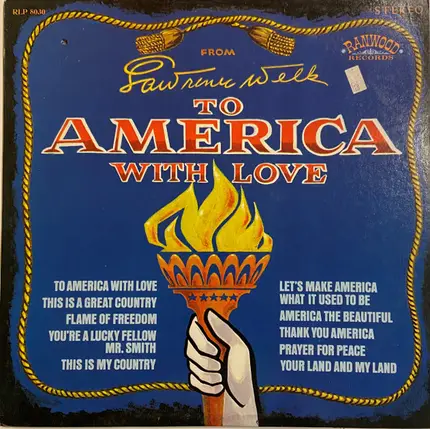 RLP 8030
STEREO
RANWOOD
RECORDS
FROM
Lawrence Welk
TO
AMERICA
WITH LOVE
TO AMERICA WITH LOVE
THIS IS A GREAT COUNTRY
FLAME OF FREEDOM
YOU'RE A LUCKY FELLOW
MR. SMITH
THIS IS MY COUNTRY
LET'S MAKE AMERICA
WHAT IT USED TO BE
AMERICA THE BEAUTIFUL
THANK YOU AMERICA
PRAYER FOR PEACE
YOUR LAND AND MY LAND